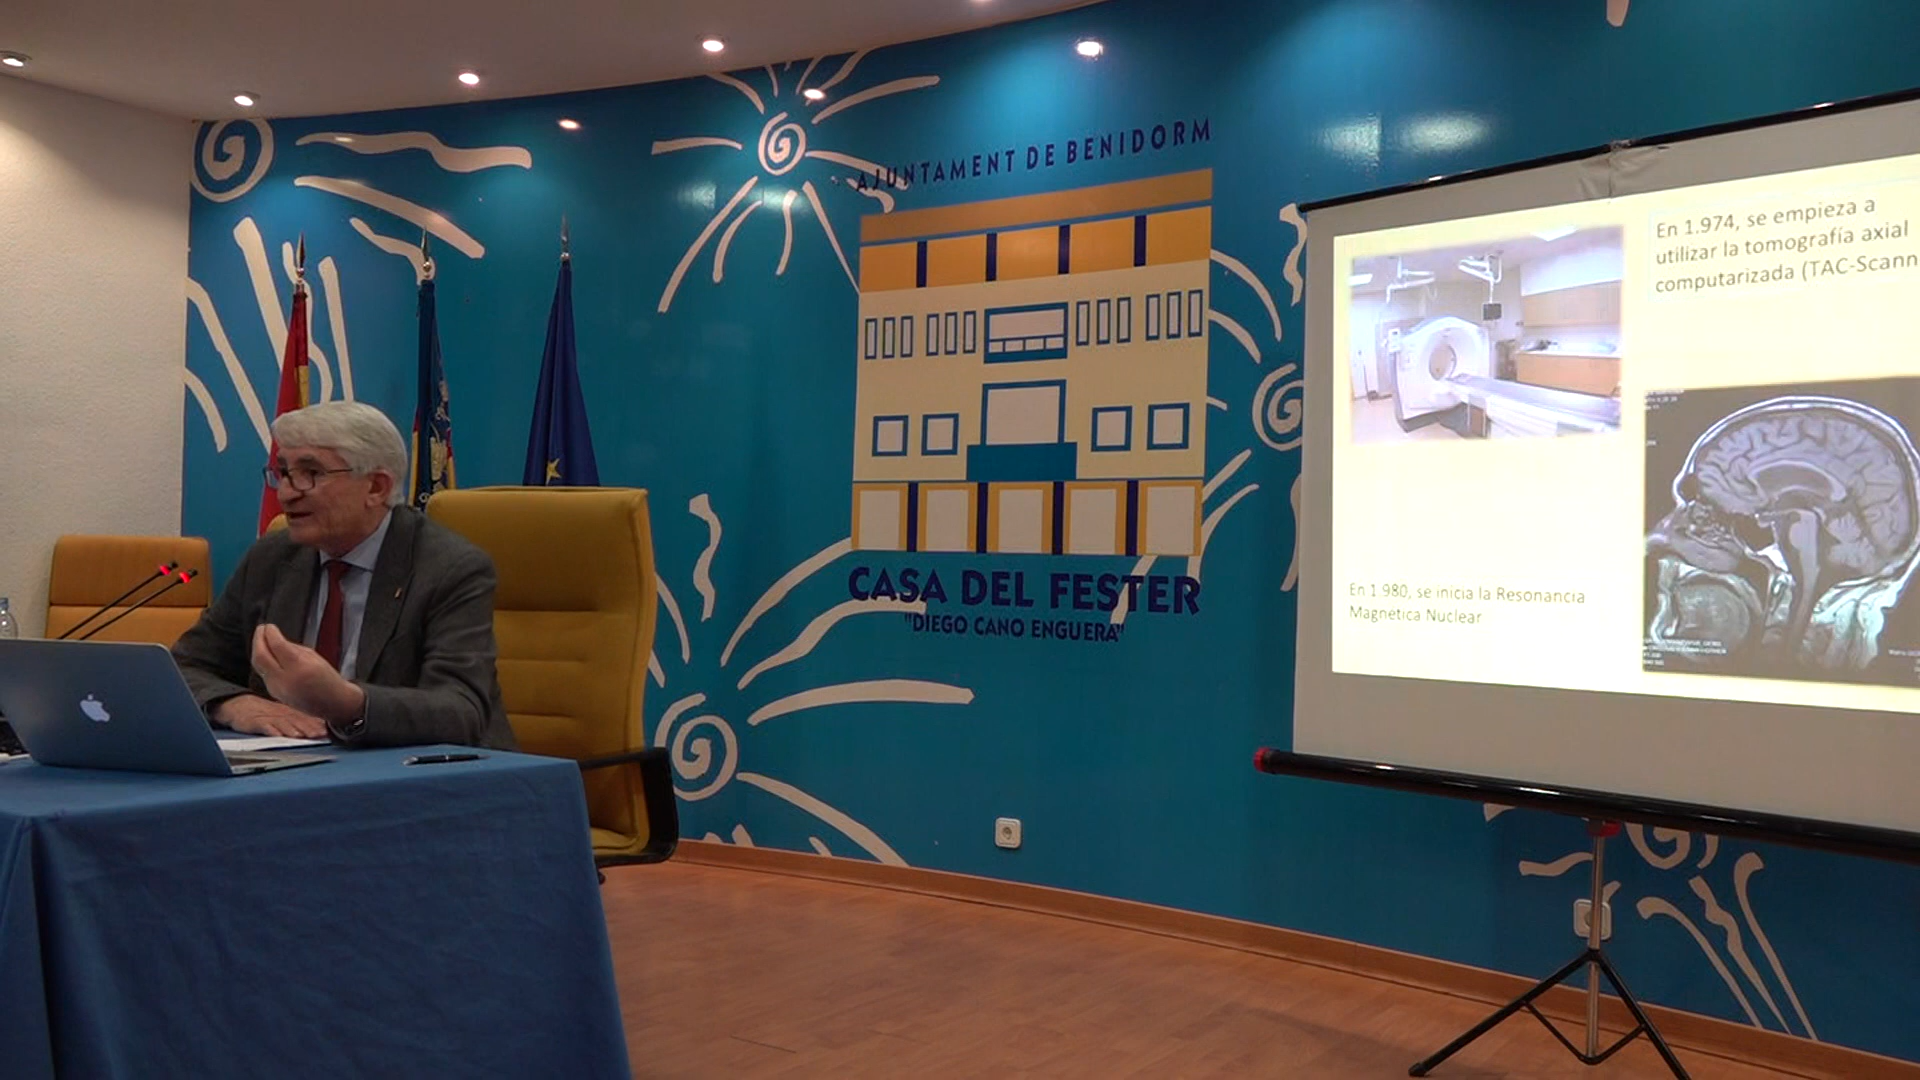 AJUNTAMENT DE BENIDORM
CASA DEL FESTER
"DIEGO CANO ENGUERA"
En 1.974, se empieza a
utilizar la tomografía axial
computarizada (TAC-Scann
En 1 980, se inicia la Resonancia
Magnética Nuclear